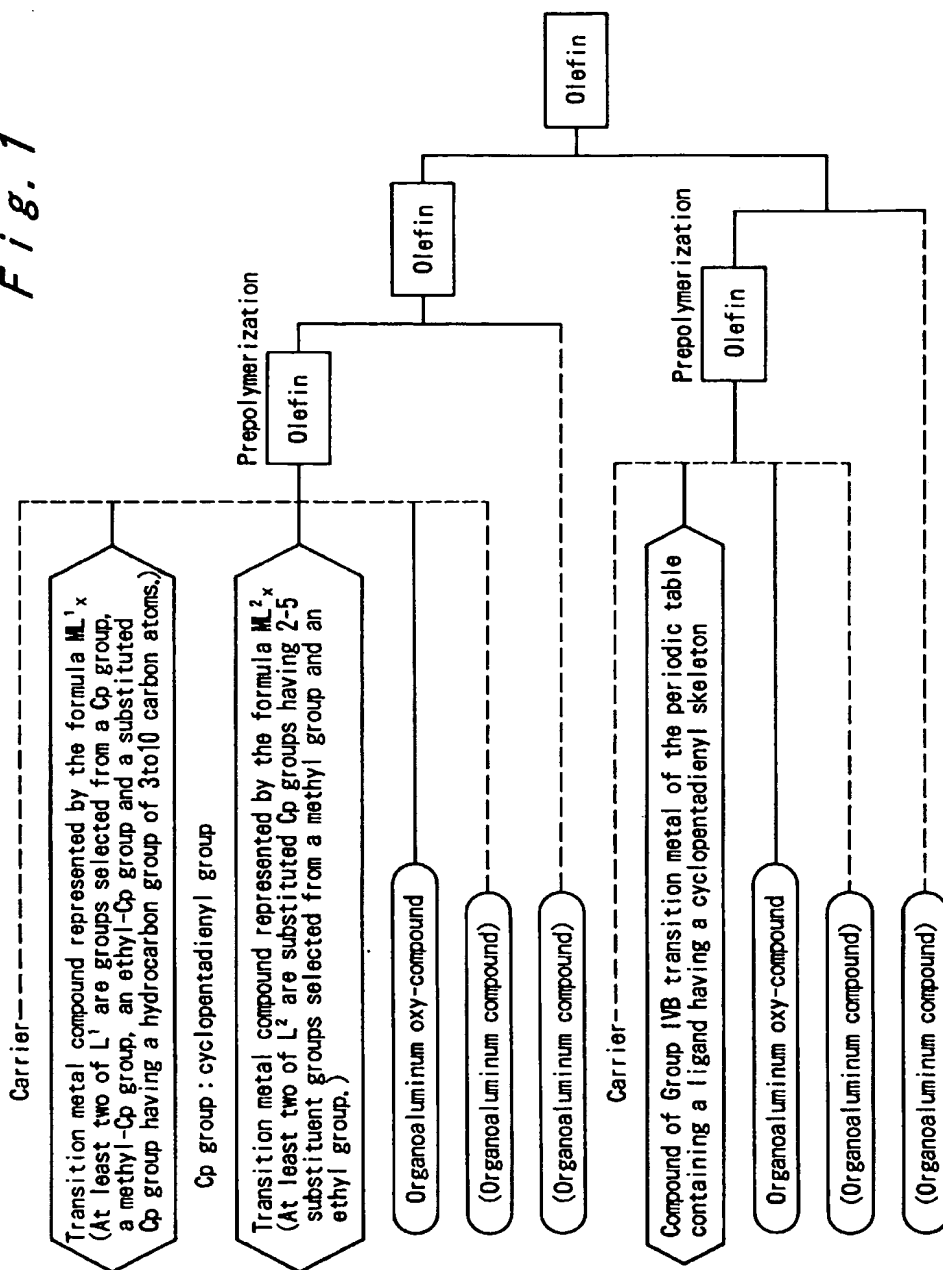 Fig. 1
Carrier
Transition metal compound represented by the formula ML¹x
(At least two of L¹ are groups selected from a Cp group,
a methyl-Cp group, an ethyl-Cp group and a substituted
Cp group having a hydrocarbon group of 3to10 carbon atoms.)
Cp group : cyclopentadienyl group
Transition metal compound represented by the formula ML²x
(At least two of L² are substituted Cp groups having 2-5
substituent groups selected from a methyl group and an
ethyl group.)
Organoaluminum oxy-compound
(Organoaluminum compound)
(Organoaluminum compound)
Prepolymerization
Olefin
Olefin
Olefin
Carrier
Compound of Group IVB transition metal of the periodic table
containing a ligand having a cyclopentadienyl skeleton
Organoaluminum oxy-compound
(Organoaluminum compound)
(Organoaluminum compound)
Prepolymerization
Olefin